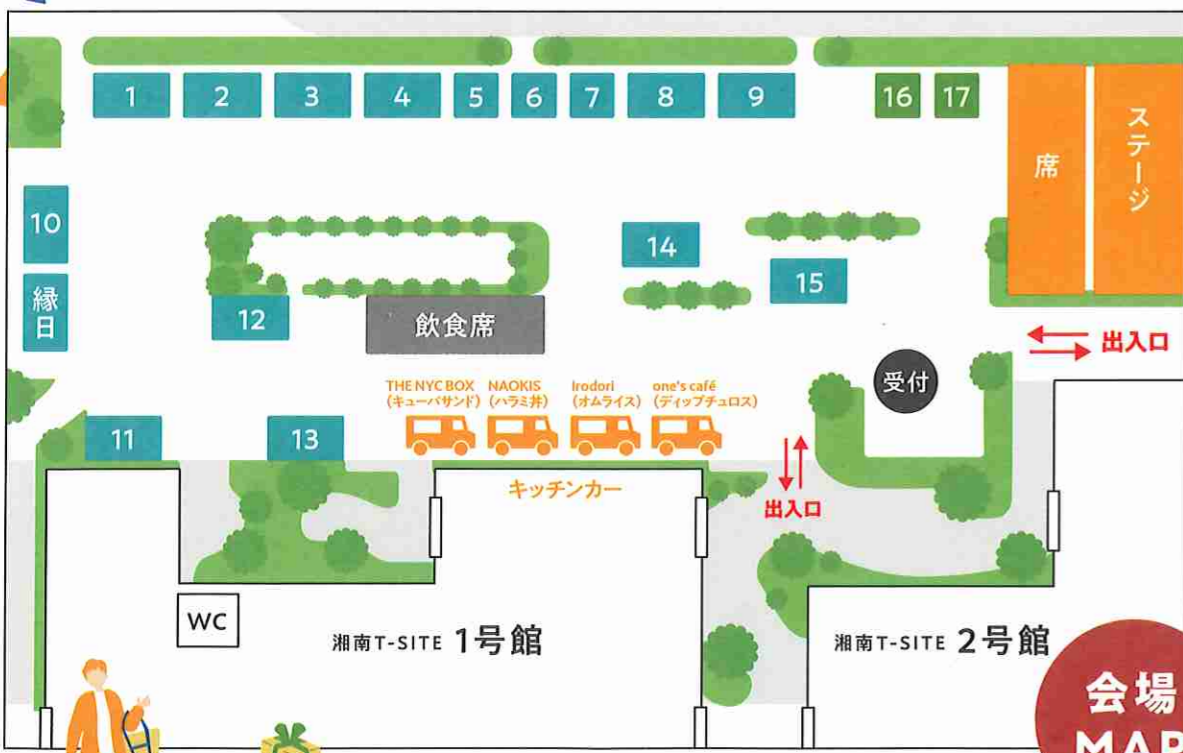 1 2 3 4 5 6 7 8 9 16 17
席
ステージ
10
縁日
12
飲食席
14
15
出入口
受付
THE NYC BOX
(キューバサンド)
NAOKIS
(ハラミ丼)
Irodori
(オムライス)
one's café
(ディップチュロス)
11
13
キッチンカー
出入口
WC
湘南T-SITE 1号館
湘南T-SITE 2号館
会場
MAP